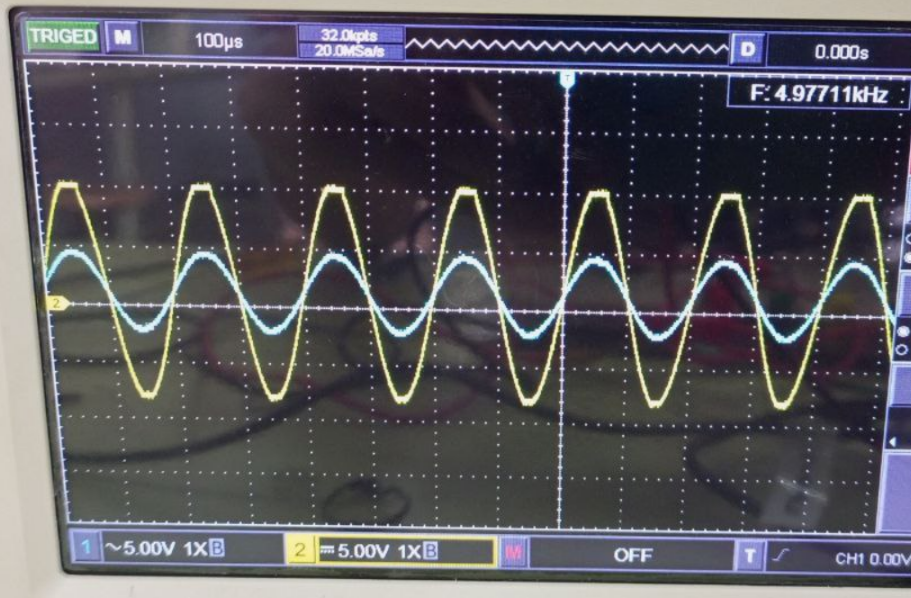 TRIGED M 100µs 32.0kpts D 0.000s
20.0MSa/s
T
F: 4.97711kHz
2
1 ~5.00V 1X B 2 5.00V 1X B M OFF T CH1 0.00V